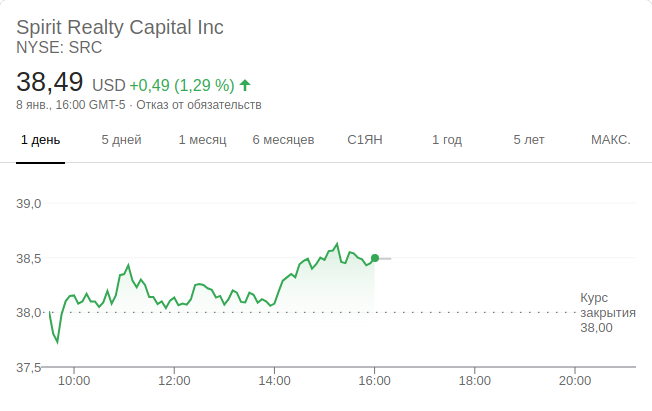 Spirit Realty Capital Inc
NYSE: SRC
38,49 USD +0,49 (1,29 %)
8 янв., 16:00 GMT-5 · Отказ от обязательств
1 день 5 дней 1 месяц 6 месяцев С1ЯН 1 год 5 лет МАКС.
39,0
38,5
38,0
37,5
Курс
закрытия
38,00
10:00 12:00 14:00 16:00 18:00 20:00